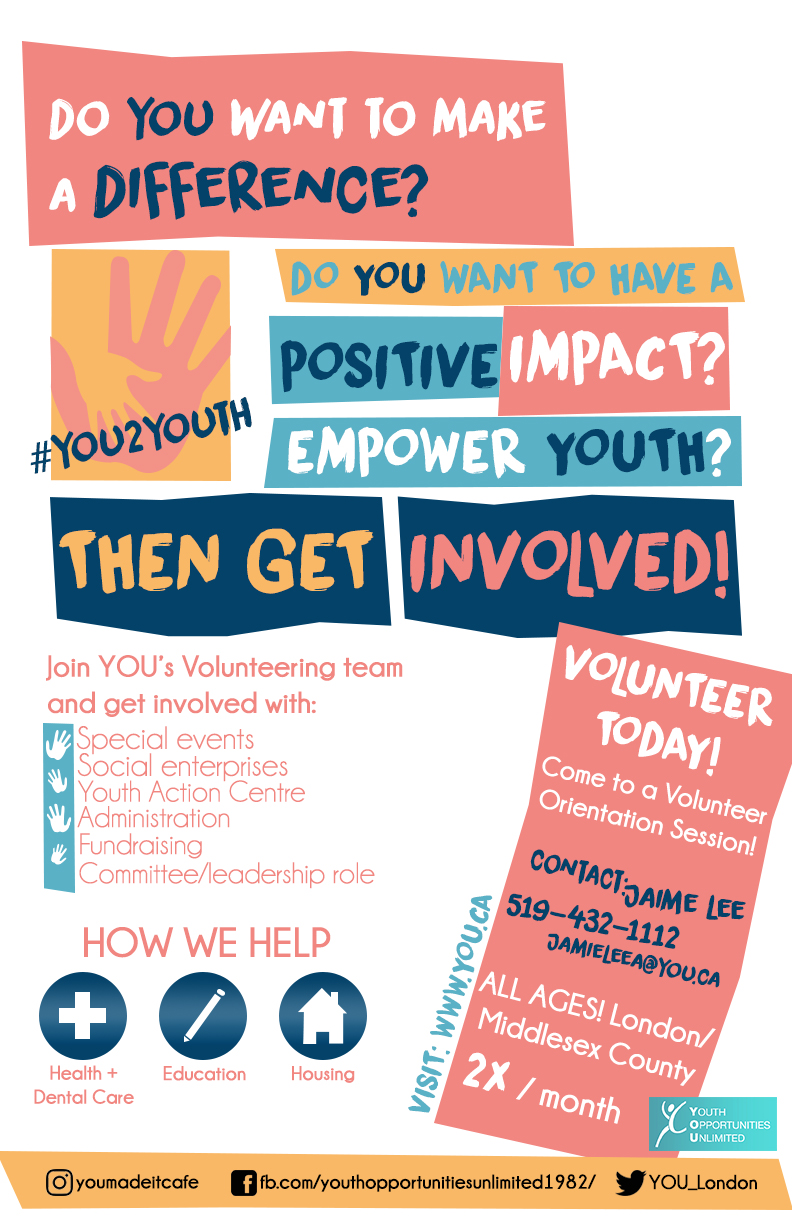 DO YOU WANT TO MAKE
A DIFFERENCE?
#YOU2YOUTH
DO YOU WANT TO HAVE A
POSITIVE IMPACT?
EMPOWER YOUTH?
THEN GET INVOLVED!
Join YOU's Volunteering team
and get involved with:
Special events
Social enterprises
Youth Action Centre
Administration
Fundraising
Committee/leadership role
HOW WE HELP
Health +
Dental Care
Education
Housing
VOLUNTEER
TODAY!
Come to a Volunteer
Orientation Session!
CONTACT: JAIME LEE
519-432-1112
JAMIELEEA@YOU.CA
ALL AGES! London/
Middlesex County
2X / month
VISIT: WWW.YOU.CA
YOUTH
OPPORTUNITIES
UNLIMITED
youmadeitcafe
fb.com/youthopportunitiesunlimited1982/
YOU_London